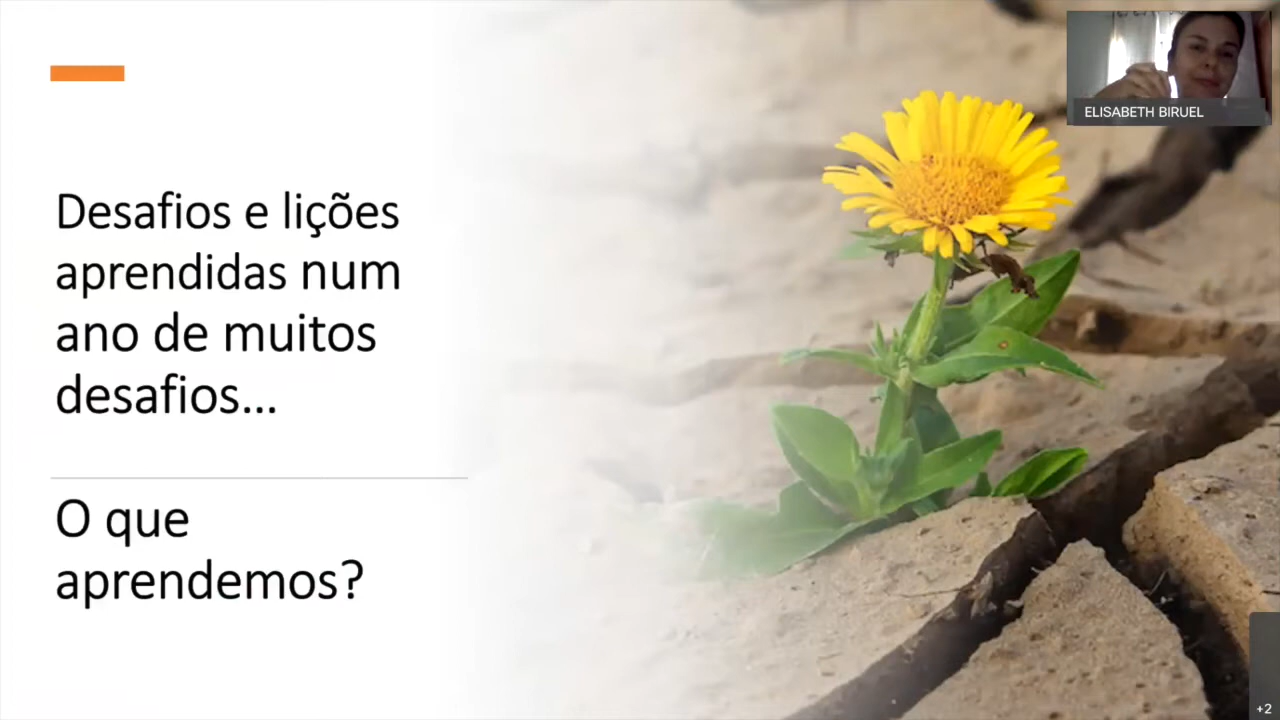 ELISABETH BIRUEL
Desafios e lições
aprendidas num
ano de muitos
desafios...
O que
aprendemos?
+2